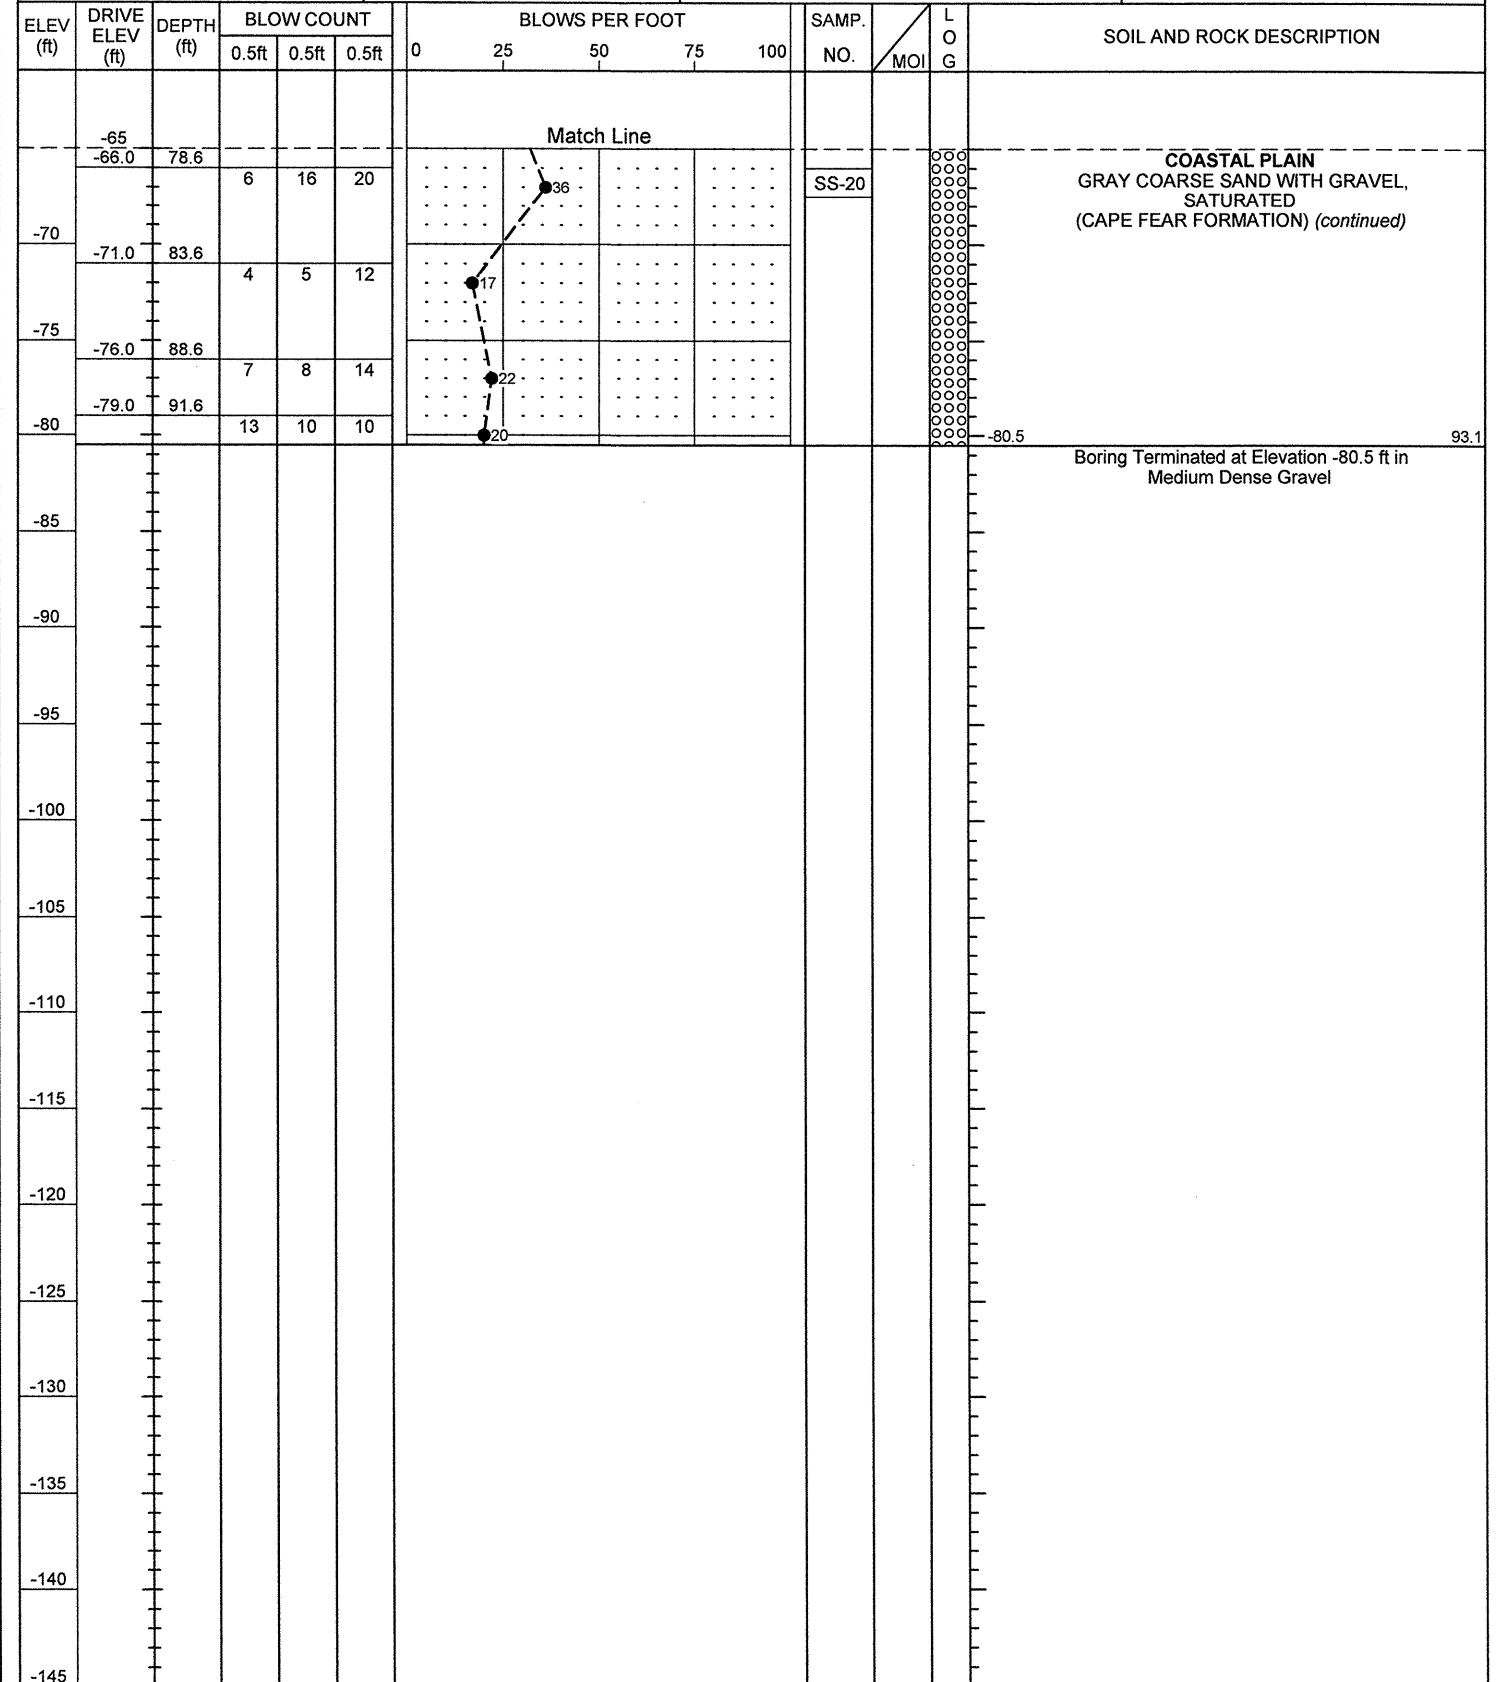 ELEV (ft)
DRIVE ELEV (ft)
DEPTH (ft)
BLOW COUNT
0.5ft 0.5ft 0.5ft
BLOWS PER FOOT
0 25 50 75 100
SAMP. NO.
MOI
L O G
SOIL AND ROCK DESCRIPTION
Match Line
-65
-66.0 78.6
6 16 20
36
SS-20
COASTAL PLAIN
GRAY COARSE SAND WITH GRAVEL,
SATURATED
(CAPE FEAR FORMATION) (continued)
-70
-71.0 83.6
4 5 12
17
-75
-76.0 88.6
7 8 14
22
-79.0 91.6
-80
13 10 10
20
-80.5 93.1
Boring Terminated at Elevation -80.5 ft in
Medium Dense Gravel
-85
-90
-95
-100
-105
-110
-115
-120
-125
-130
-135
-140
-145